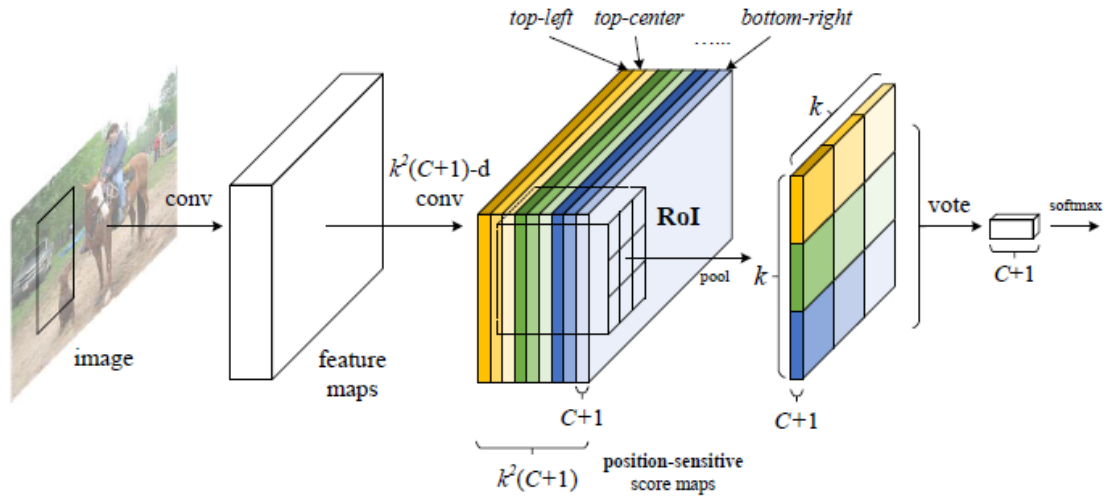 top-left top-center ...... bottom-right
k
k²(C+1)-d
conv
conv
RoI
vote
softmax
pool
k
C+1
image
feature
maps
C+1
C+1
k²(C+1)
position-sensitive
score maps